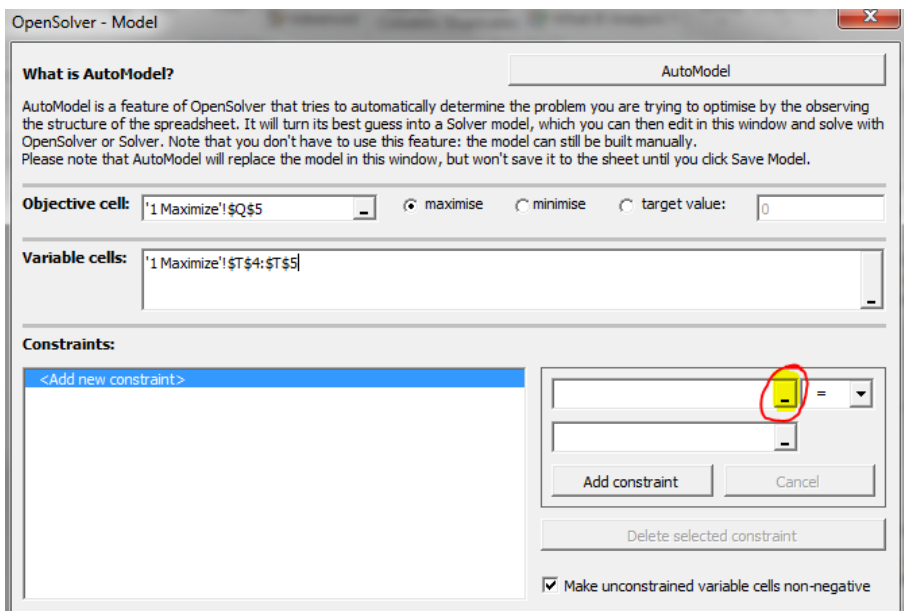 OpenSolver - Model
x
What is AutoModel?
AutoModel
AutoModel is a feature of OpenSolver that tries to automatically determine the problem you are trying to optimise by the observing
the structure of the spreadsheet. It will turn its best guess into a Solver model, which you can then edit in this window and solve with
OpenSolver or Solver. Note that you don't have to use this feature: the model can still be built manually.
Please note that AutoModel will replace the model in this window, but won't save it to the sheet until you click Save Model.
Objective cell: '1 Maximize'!$Q$5 _ maximise minimise target value: 0
Variable cells: '1 Maximize'!$T$4:$T$5
_
Constraints:
<Add new constraint>
_ =
_
Add constraint Cancel
Delete selected constraint
Make unconstrained variable cells non-negative